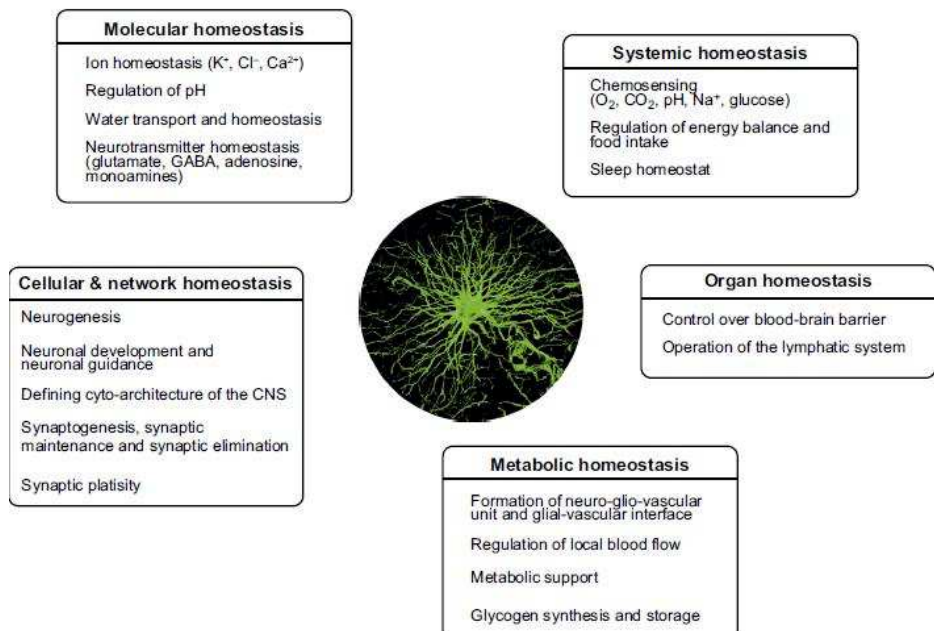 Molecular homeostasis
Ion homeostasis (K⁺, Cl⁻, Ca²⁺)
Regulation of pH
Water transport and homeostasis
Neurotransmitter homeostasis
(glutamate, GABA, adenosine,
monoamines)
Systemic homeostasis
Chemosensing
(O₂, CO₂, pH, Na⁺, glucose)
Regulation of energy balance and
food intake
Sleep homeostat
Cellular & network homeostasis
Neurogenesis
Neuronal development and
neuronal guidance
Defining cyto-architecture of the CNS
Synaptogenesis, synaptic
maintenance and synaptic elimination
Synaptic platisity
Organ homeostasis
Control over blood-brain barrier
Operation of the lymphatic system
Metabolic homeostasis
Formation of neuro-glio-vascular
unit and glial-vascular interface
Regulation of local blood flow
Metabolic support
Glycogen synthesis and storage